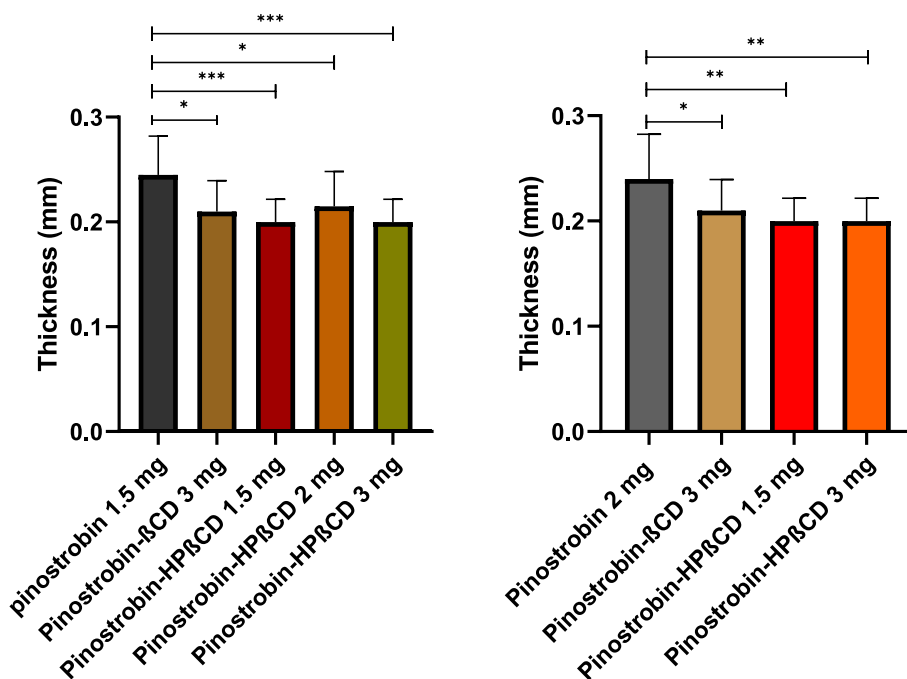 ***
*
***
*
0.3
0.2
0.1
0.0
Thickness (mm)
pinostrobin 1.5 mg
Pinostrobin-ßCD 3 mg
Pinostrobin-HPßCD 1.5 mg
Pinostrobin-HPßCD 2 mg
Pinostrobin-HPßCD 3 mg
**
**
*
0.3
0.2
0.1
0.0
Thickness (mm)
Pinostrobin 2 mg
Pinostrobin-ßCD 3 mg
Pinostrobin-HPßCD 1.5 mg
Pinostrobin-HPßCD 3 mg